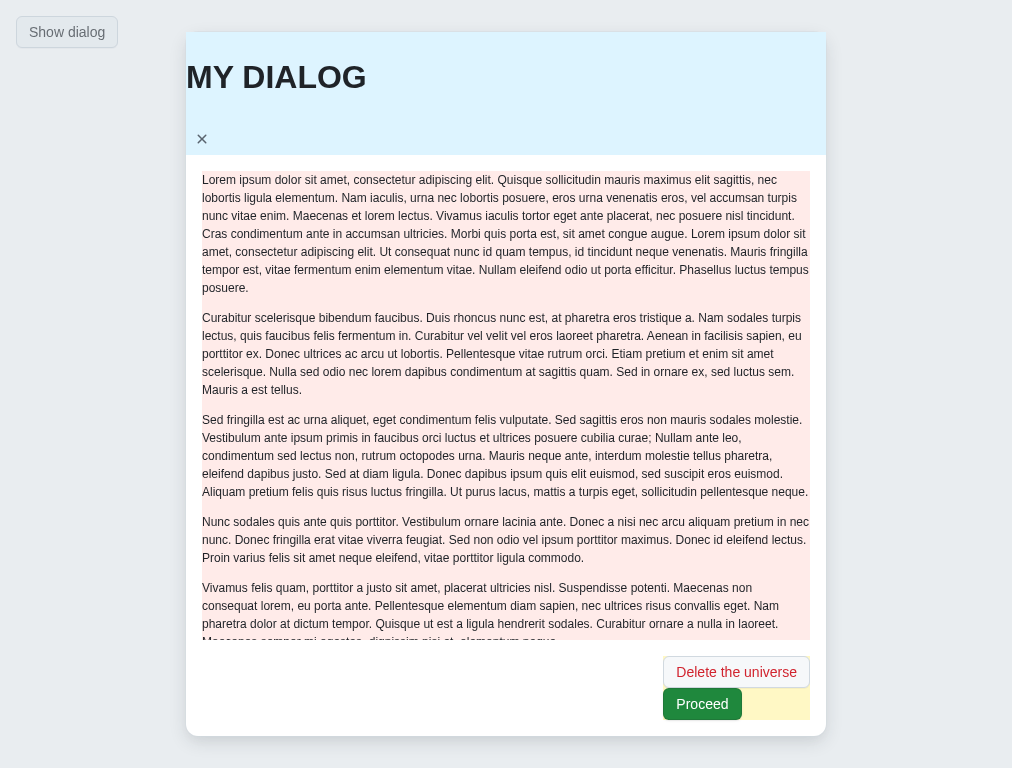 Show dialog
MY DIALOG
×
Lorem ipsum dolor sit amet, consectetur adipiscing elit. Quisque sollicitudin mauris maximus elit sagittis, nec
lobortis ligula elementum. Nam iaculis, urna nec lobortis posuere, eros urna venenatis eros, vel accumsan turpis
nunc vitae enim. Maecenas et lorem lectus. Vivamus iaculis tortor eget ante placerat, nec posuere nisl tincidunt.
Cras condimentum ante in accumsan ultricies. Morbi quis porta est, sit amet congue augue. Lorem ipsum dolor sit
amet, consectetur adipiscing elit. Ut consequat nunc id quam tempus, id tincidunt neque venenatis. Mauris fringilla
tempor est, vitae fermentum enim elementum vitae. Nullam eleifend odio ut porta efficitur. Phasellus luctus tempus
posuere.
Curabitur scelerisque bibendum faucibus. Duis rhoncus nunc est, at pharetra eros tristique a. Nam sodales turpis
lectus, quis faucibus felis fermentum in. Curabitur vel velit vel eros laoreet pharetra. Aenean in facilisis sapien, eu
porttitor ex. Donec ultrices ac arcu ut lobortis. Pellentesque vitae rutrum orci. Etiam pretium et enim sit amet
scelerisque. Nulla sed odio nec lorem dapibus condimentum at sagittis quam. Sed in ornare ex, sed luctus sem.
Mauris a est tellus.
Sed fringilla est ac urna aliquet, eget condimentum felis vulputate. Sed sagittis eros non mauris sodales molestie.
Vestibulum ante ipsum primis in faucibus orci luctus et ultrices posuere cubilia curae; Nullam ante leo,
condimentum sed lectus non, rutrum octopodes urna. Mauris neque ante, interdum molestie tellus pharetra,
eleifend dapibus justo. Sed at diam ligula. Donec dapibus ipsum quis elit euismod, sed suscipit eros euismod.
Aliquam pretium felis quis risus luctus fringilla. Ut purus lacus, mattis a turpis eget, sollicitudin pellentesque neque.
Nunc sodales quis ante quis porttitor. Vestibulum ornare lacinia ante. Donec a nisi nec arcu aliquam pretium in nec
nunc. Donec fringilla erat vitae viverra feugiat. Sed non odio vel ipsum porttitor maximus. Donec id eleifend lectus.
Proin varius felis sit amet neque eleifend, vitae porttitor ligula commodo.
Vivamus felis quam, porttitor a justo sit amet, placerat ultricies nisl. Suspendisse potenti. Maecenas non
consequat lorem, eu porta ante. Pellentesque elementum diam sapien, nec ultrices risus convallis eget. Nam
pharetra dolor at dictum tempor. Quisque ut est a ligula hendrerit sodales. Curabitur ornare a nulla in laoreet.
Delete the universe
Proceed